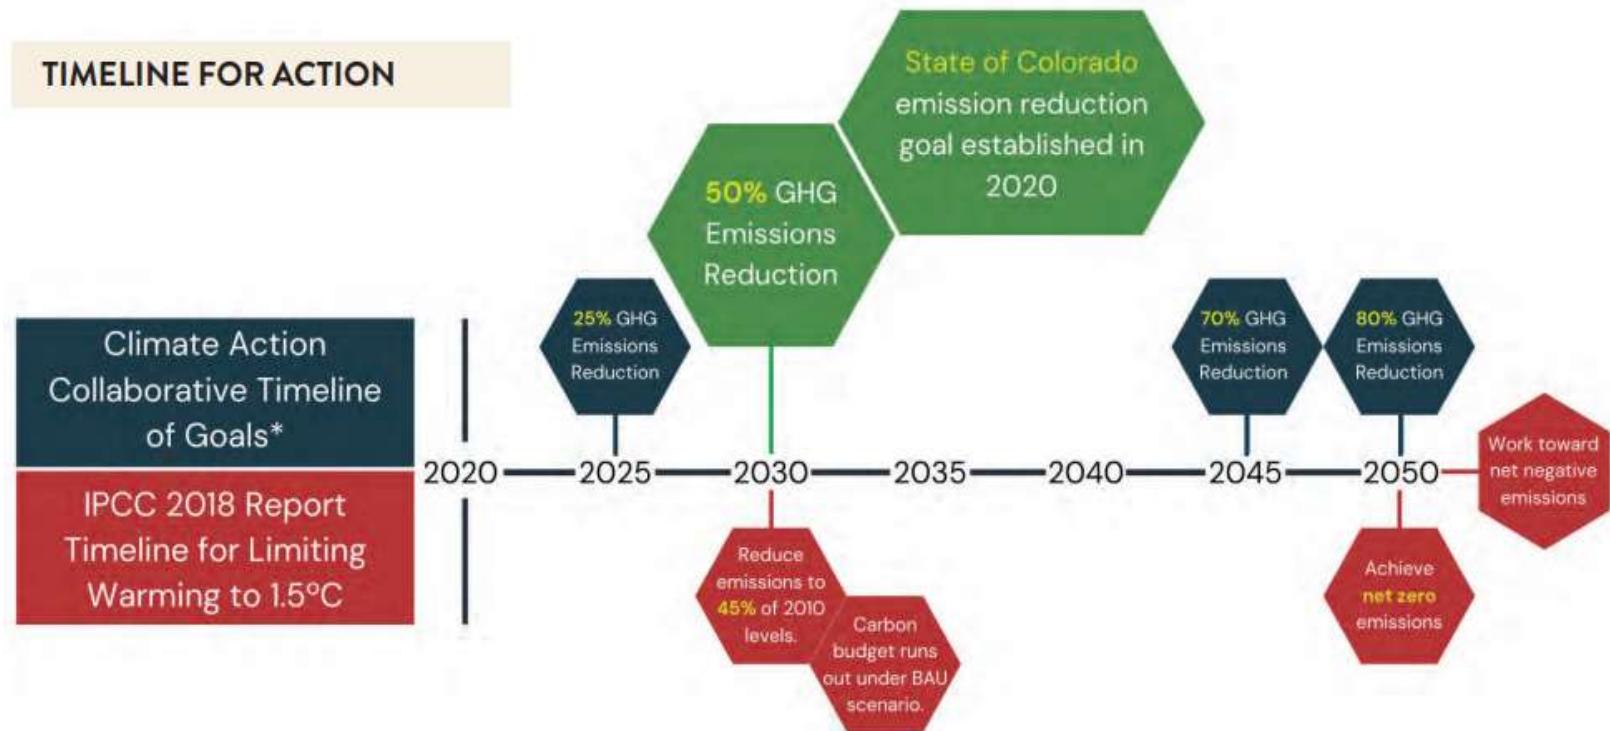 TIMELINE FOR ACTION
State of Colorado
emission reduction
goal established in
2020
50% GHG
Emissions
Reduction
25% GHG
Emissions
Reduction
70% GHG
Emissions
Reduction
80% GHG
Emissions
Reduction
Climate Action
Collaborative Timeline
of Goals*
2020
2025
2030
2035
2040
2045
2050
Work toward
net negative
emissions
IPCC 2018 Report
Timeline for Limiting
Warming to 1.5°C
Reduce
emissions to
45% of 2010
levels.
Carbon
budget runs
out under BAU
scenario.
Achieve
net zero
emissions